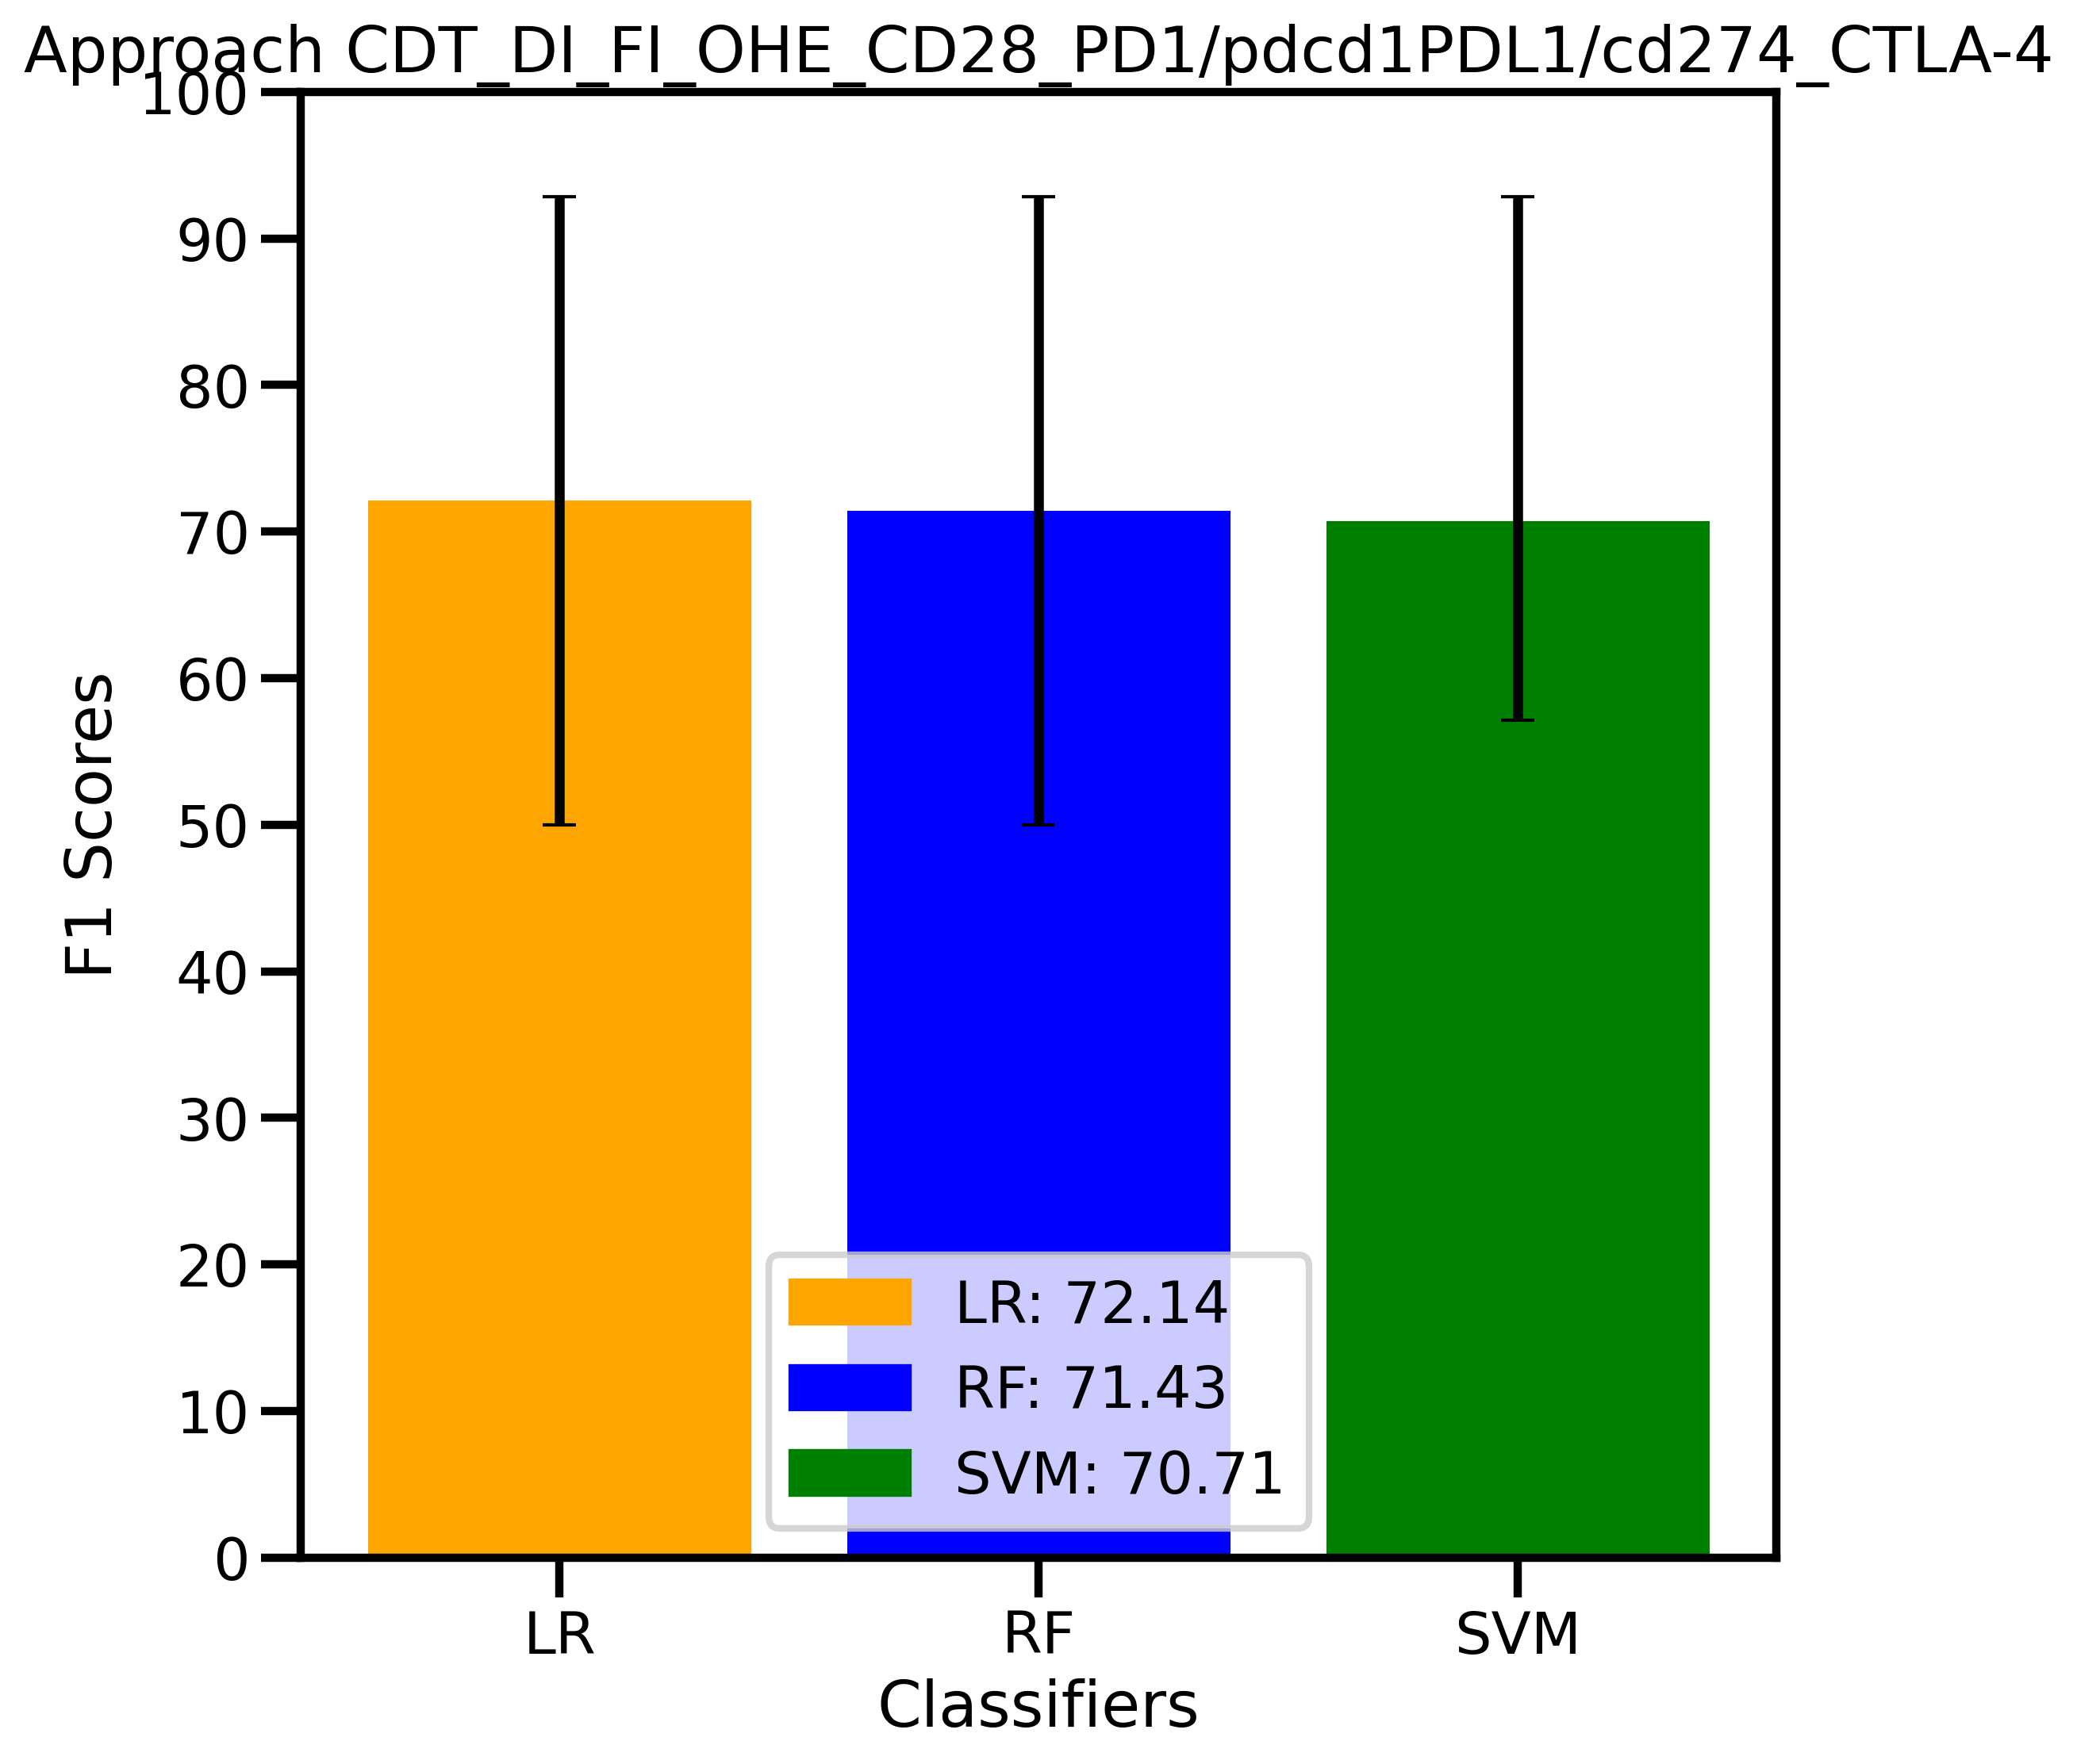 Approach CDT_DI_FI_OHE_CD28_PD1/pdcd1PDL1/cd274_CTLA-4
100
90
80
70
60
50
40
30
20
10
0
F1 Scores
LR: 72.14
RF: 71.43
SVM: 70.71
LR RF SVM
Classifiers